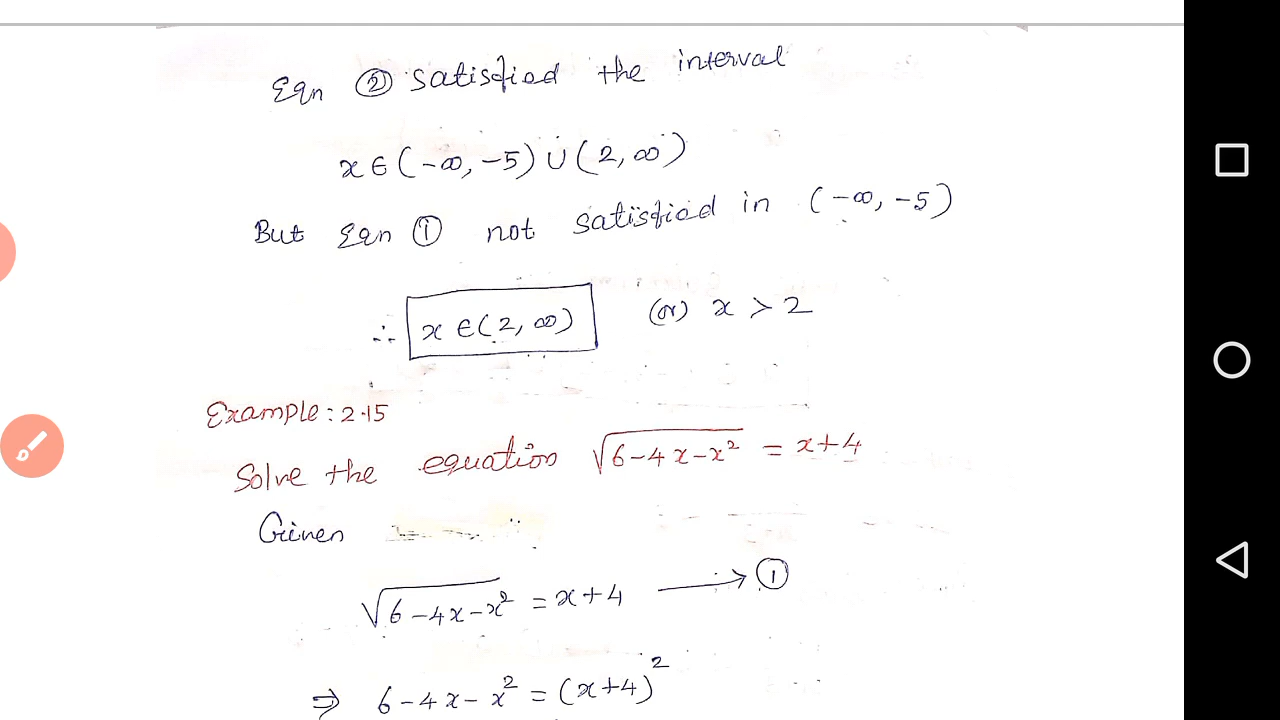 Eqn ② satisfied the interval
x ∈ (-∞, -5) ∪ (2, ∞)
But Eqn ① not satisfied in (-∞, -5)
∴ x ∈ (2, ∞) (or) x > 2
Example: 2.15
Solve the equation √(6-4x-x²) = x+4
Given
√(6-4x-x²) = x+4 → ①
⇒ 6-4x-x² = (x+4)²